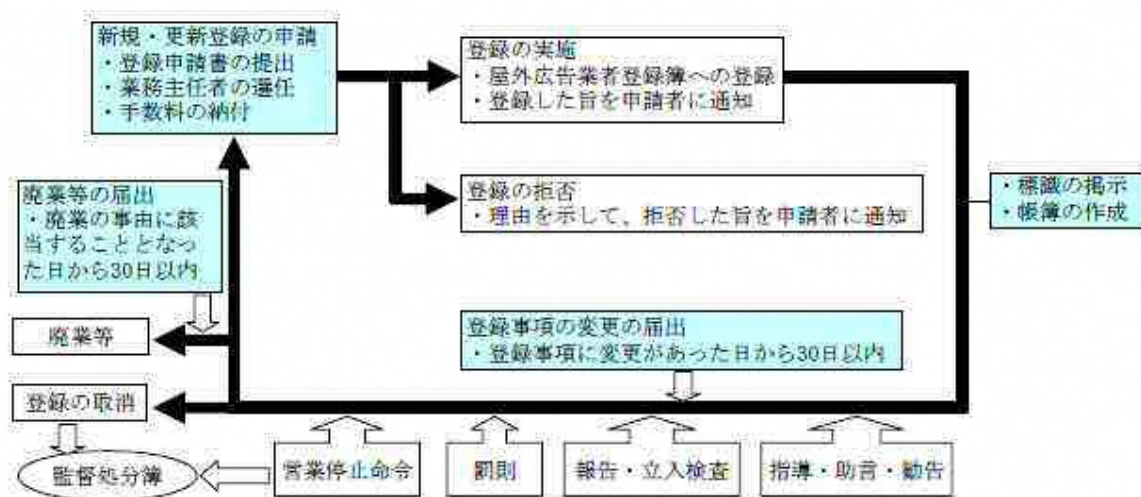 新規・更新登録の申請
・登録申請書の提出
・業務主任者の選任
・手数料の納付
登録の実施
・屋外広告業者登録簿への登録
・登録した旨を申請者に通知
登録の拒否
・理由を示して、拒否した旨を申請者に通知
・標識の掲示
・帳簿の作成
廃業等の届出
・廃業の事由に該
当することとなっ
た日から30日以内
廃業等
登録事項の変更の届出
・登録事項に変更があった日から30日以内
登録の取消
監督処分簿
営業停止命令
罰則
報告・立入検査
指導・助言・勧告